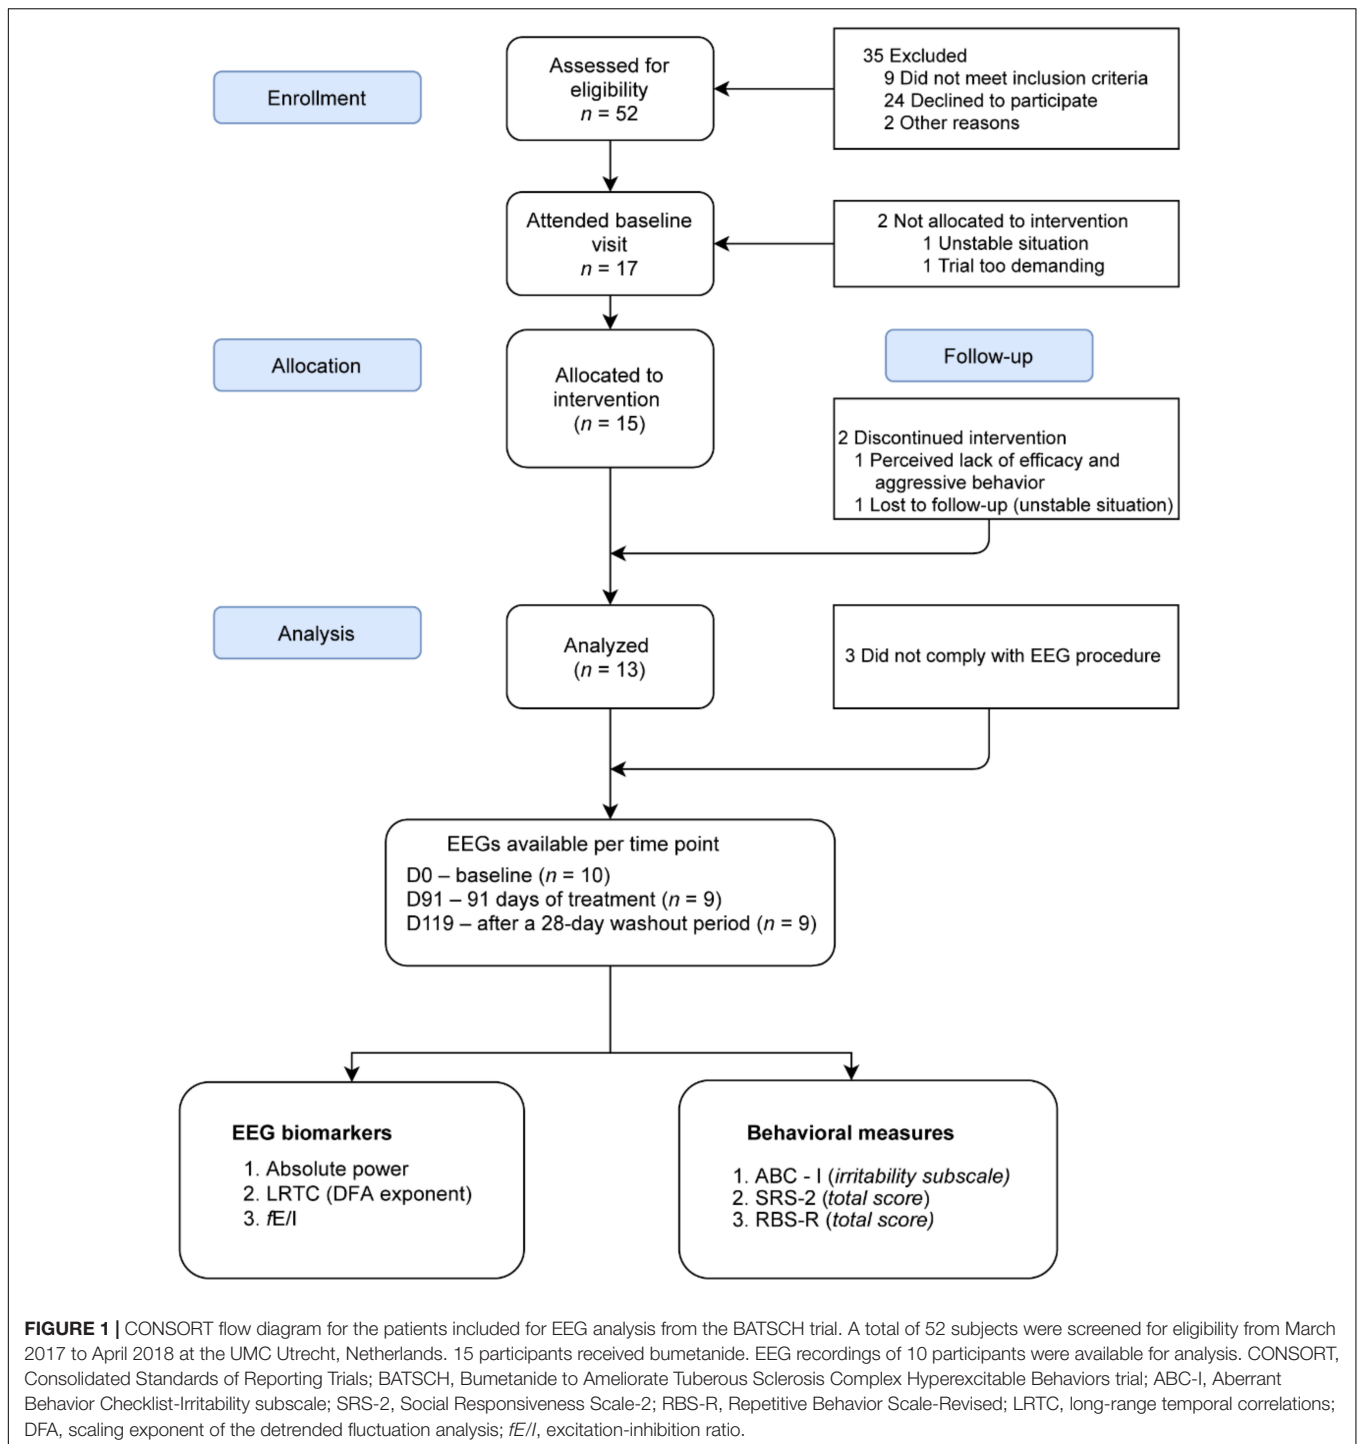 Enrollment
Assessed for
eligibility
n = 52
35 Excluded
9 Did not meet inclusion criteria
24 Declined to participate
2 Other reasons
Attended baseline
visit
n = 17
2 Not allocated to intervention
1 Unstable situation
1 Trial too demanding
Allocation
Allocated to
intervention
(n = 15)
Follow-up
2 Discontinued intervention
1 Perceived lack of efficacy and
aggressive behavior
1 Lost to follow-up (unstable situation)
Analysis
Analyzed
(n = 13)
3 Did not comply with EEG procedure
EEGs available per time point
D0 – baseline (n = 10)
D91 – 91 days of treatment (n = 9)
D119 – after a 28-day washout period (n = 9)
EEG biomarkers
1. Absolute power
2. LRTC (DFA exponent)
3. fE/I
Behavioral measures
1. ABC - I (irritability subscale)
2. SRS-2 (total score)
3. RBS-R (total score)
FIGURE 1 | CONSORT flow diagram for the patients included for EEG analysis from the BATSCH trial. A total of 52 subjects were screened for eligibility from March
2017 to April 2018 at the UMC Utrecht, Netherlands. 15 participants received bumetanide. EEG recordings of 10 participants were available for analysis. CONSORT,
Consolidated Standards of Reporting Trials; BATSCH, Bumetanide to Ameliorate Tuberous Sclerosis Complex Hyperexcitable Behaviors trial; ABC-I, Aberrant
Behavior Checklist-Irritability subscale; SRS-2, Social Responsiveness Scale-2; RBS-R, Repetitive Behavior Scale-Revised; LRTC, long-range temporal correlations;
DFA, scaling exponent of the detrended fluctuation analysis; fE/I, excitation-inhibition ratio.